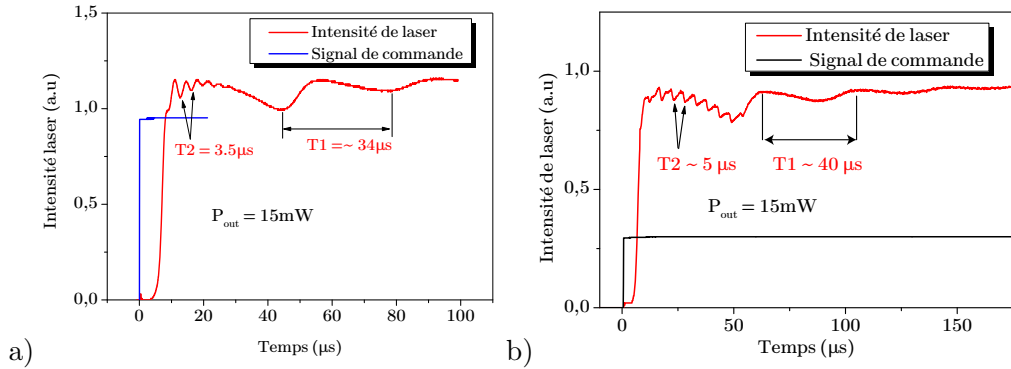 1,5
1,0
0,5
0,0
Intensité laser (a.u)
Intensité de laser
Signal de commande
T2 = 3.5µs
T1 =~ 34µs
Pout = 15mW
0 20 40 60 80 100
Temps (µs)
a)
1,0
0,5
0,0
Intensité de laser (a.u)
Intensité de laser
Signal de commande
T2 ~ 5 µs
T1 ~ 40 µs
Pout = 15mW
0 50 100 150
Temps (µs)
b)